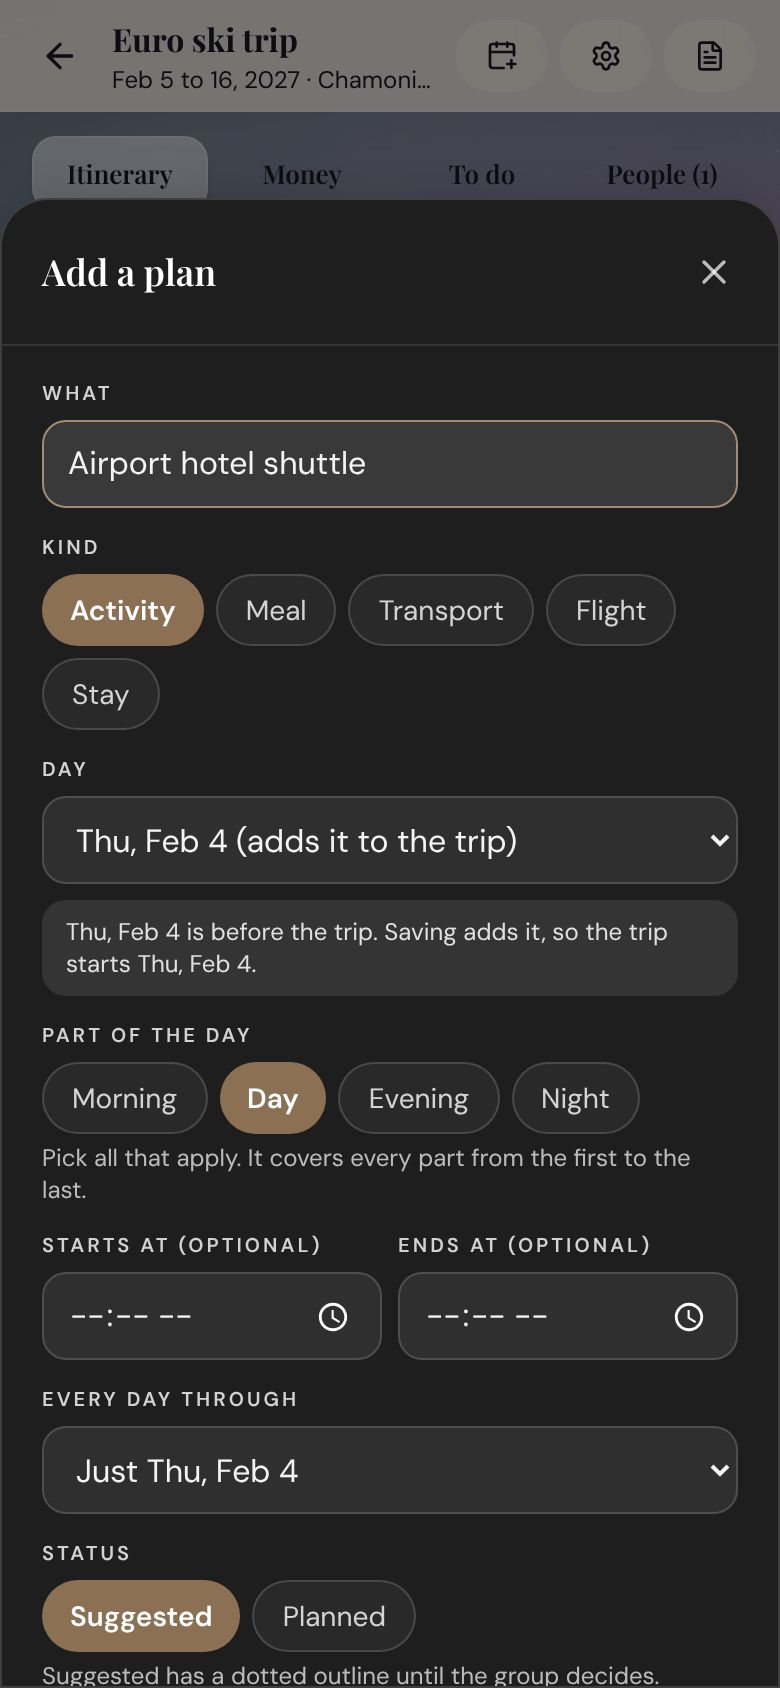 Euro ski trip
Feb 5 to 16, 2027 · Chamoni...
Itinerary Money To do People (1)
Add a plan
WHAT
Airport hotel shuttle
KIND
Activity Meal Transport Flight
Stay
DAY
Thu, Feb 4 (adds it to the trip)
Thu, Feb 4 is before the trip. Saving adds it, so the trip
starts Thu, Feb 4.
PART OF THE DAY
Morning Day Evening Night
Pick all that apply. It covers every part from the first to the
last.
STARTS AT (OPTIONAL) ENDS AT (OPTIONAL)
--:-- -- --:-- --
EVERY DAY THROUGH
Just Thu, Feb 4
STATUS
Suggested Planned
Suggested has a dotted outline until the group decides.